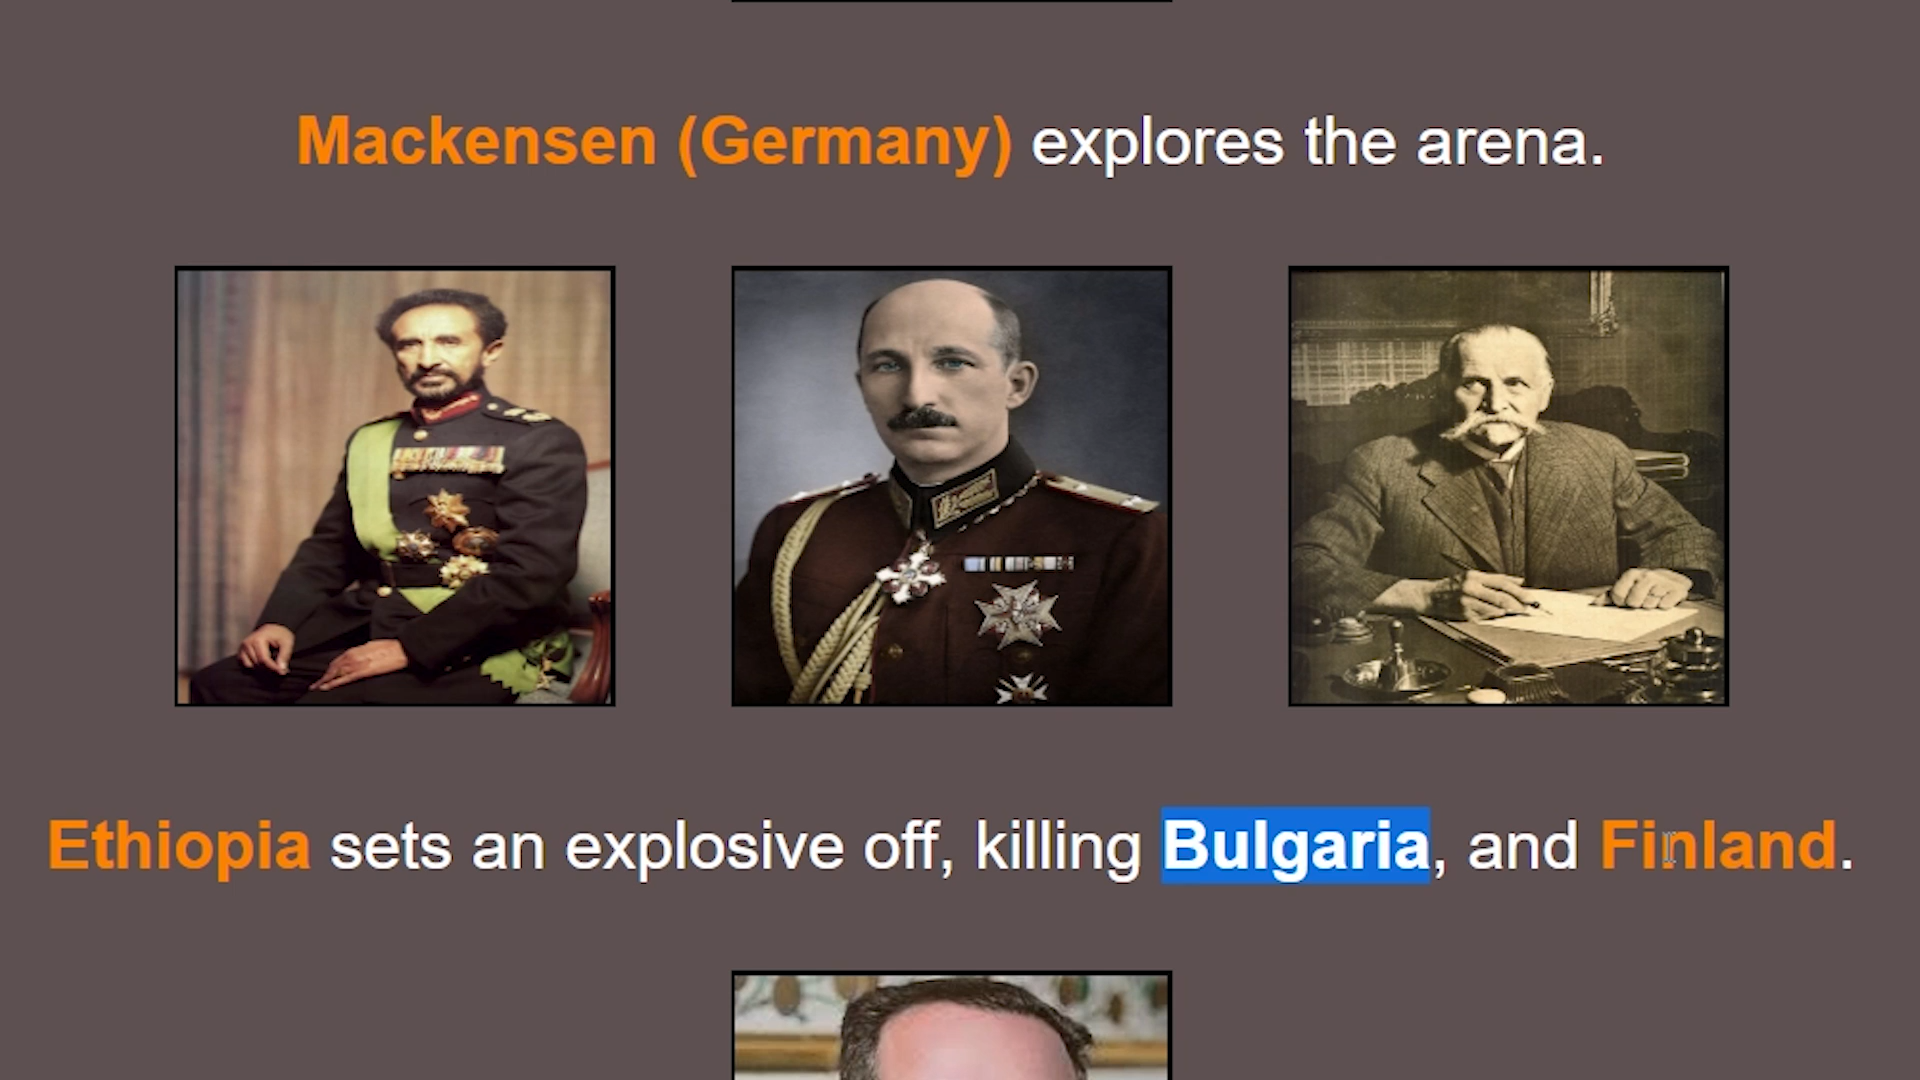 Mackensen (Germany) explores the arena.
Ethiopia sets an explosive off, killing Bulgaria, and Finland.